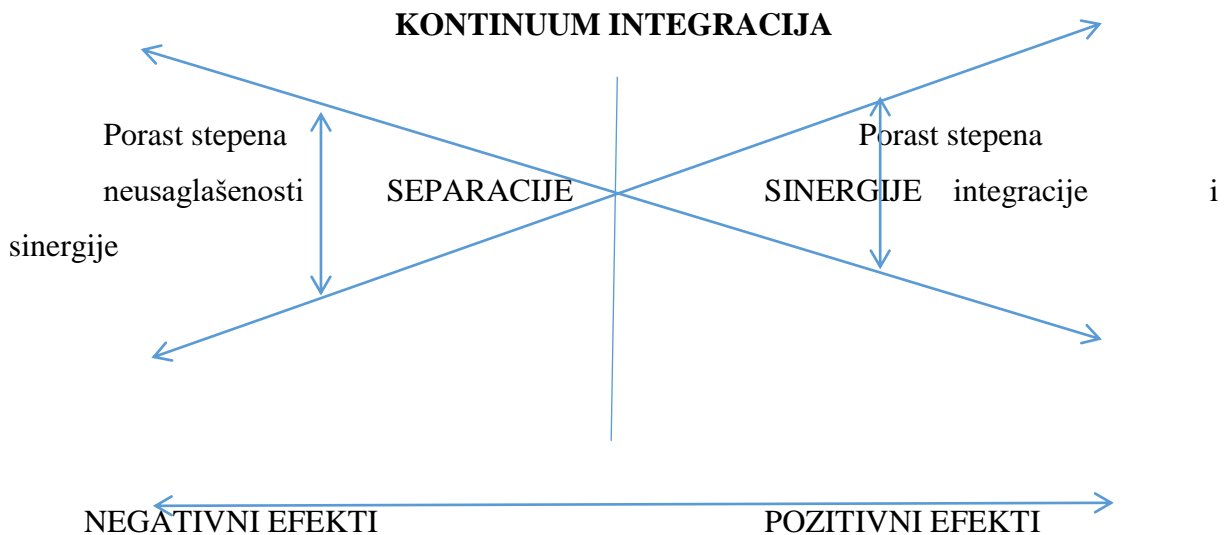 KONTINUUM INTEGRACIJA
Porast stepena Porast stepena
neusaglašenosti SEPARACIJE SINERGIJE integracije i
sinergije
NEGATIVNI EFEKTI POZITIVNI EFEKTI